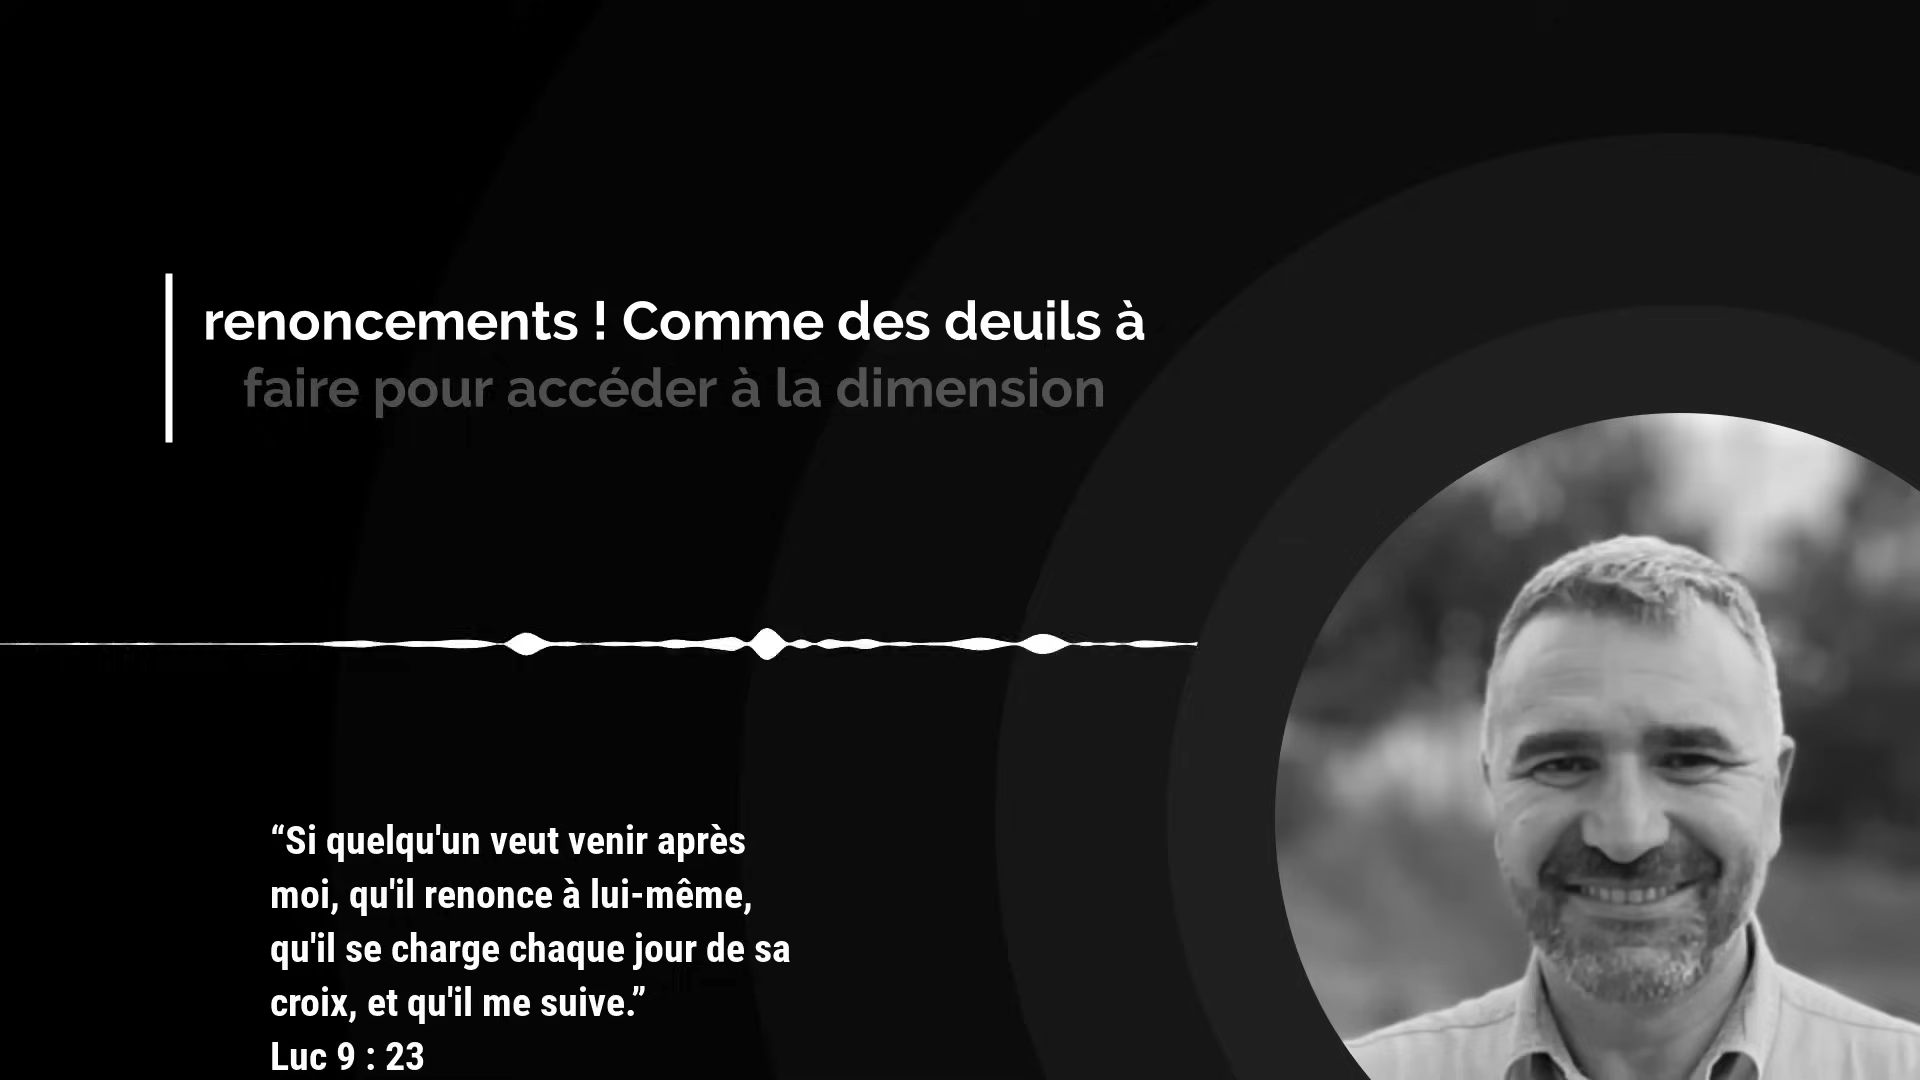 renoncements ! Comme des deuils à
faire pour accéder à la dimension
“Si quelqu'un veut venir après
moi, qu'il renonce à lui-même,
qu'il se charge chaque jour de sa
croix, et qu'il me suive.”
Luc 9 : 23